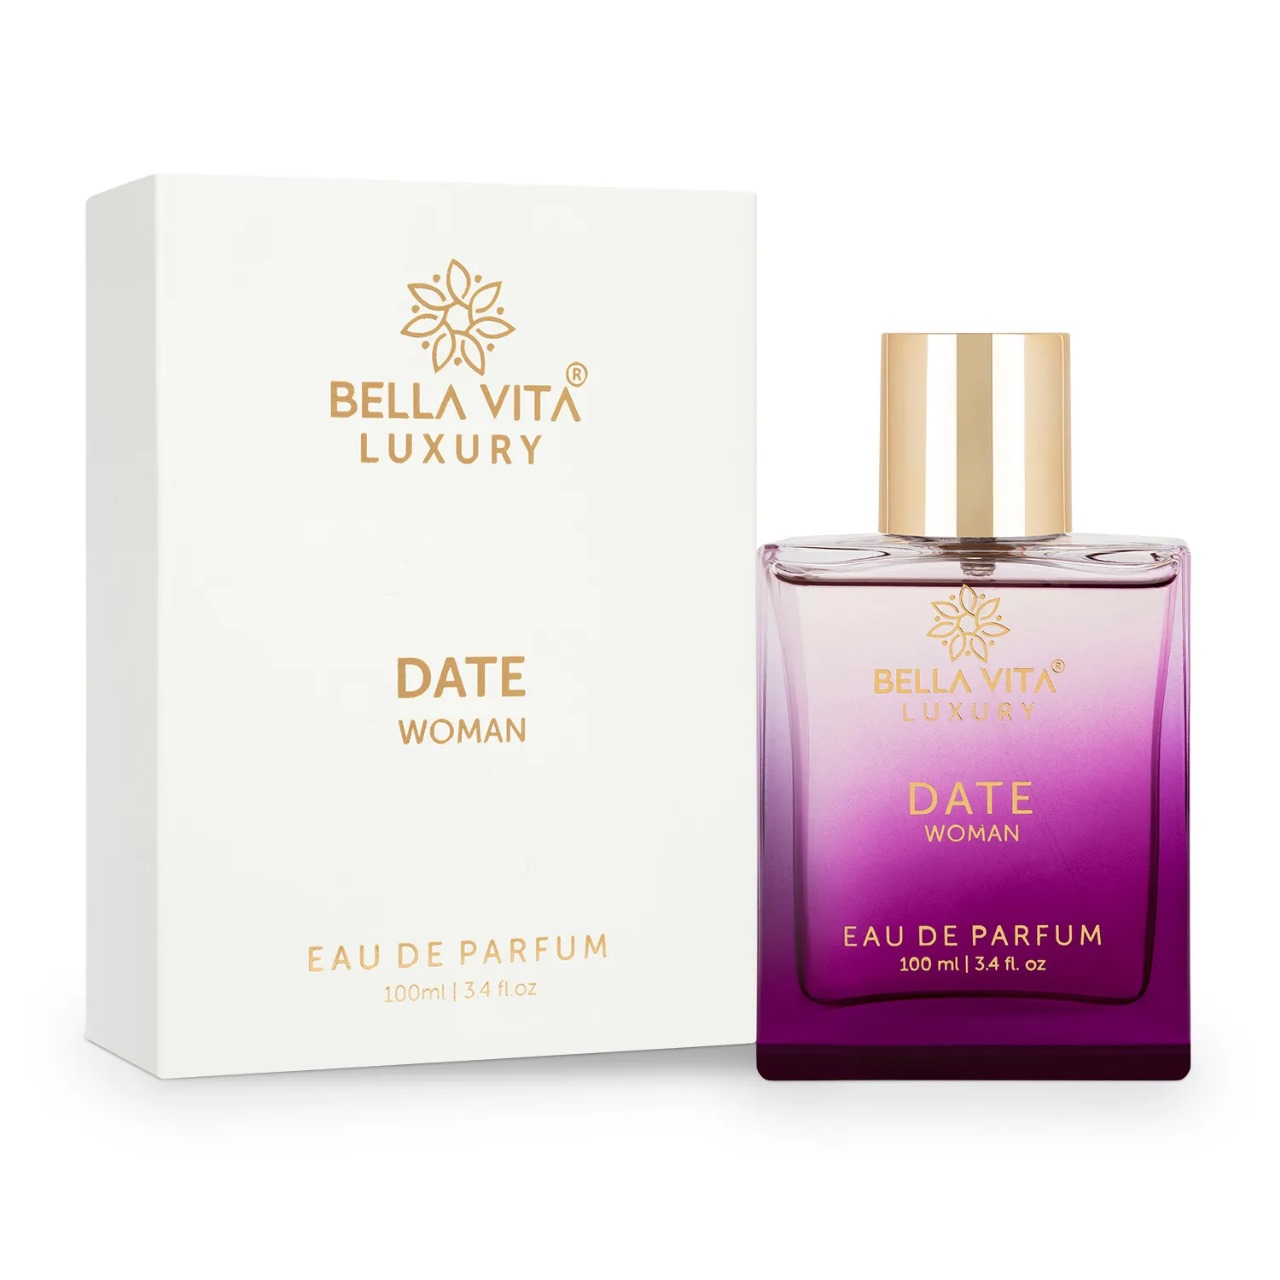 BELLA VITA®
LUXURY
DATE
WOMAN
EAU DE PARFUM
100ml | 3.4 fl.oz
BELLA VITA®
LUXURY
DATE
WOMAN
EAU DE PARFUM
100 ml | 3.4 fl. oz